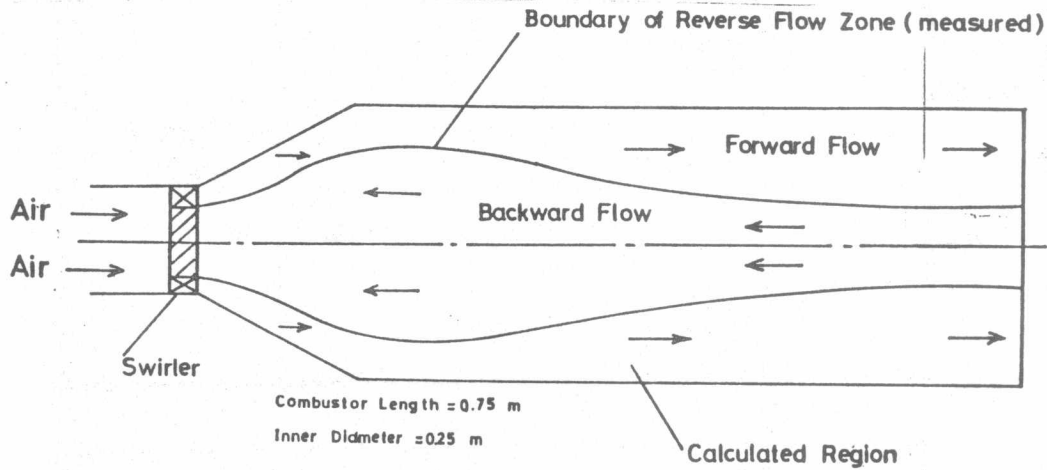 Boundary of Reverse Flow Zone (measured)
Forward Flow
Air
Backward Flow
Air
Swirler
Combustor Length = 0.75 m
Inner Diameter = 0.25 m
Calculated Region